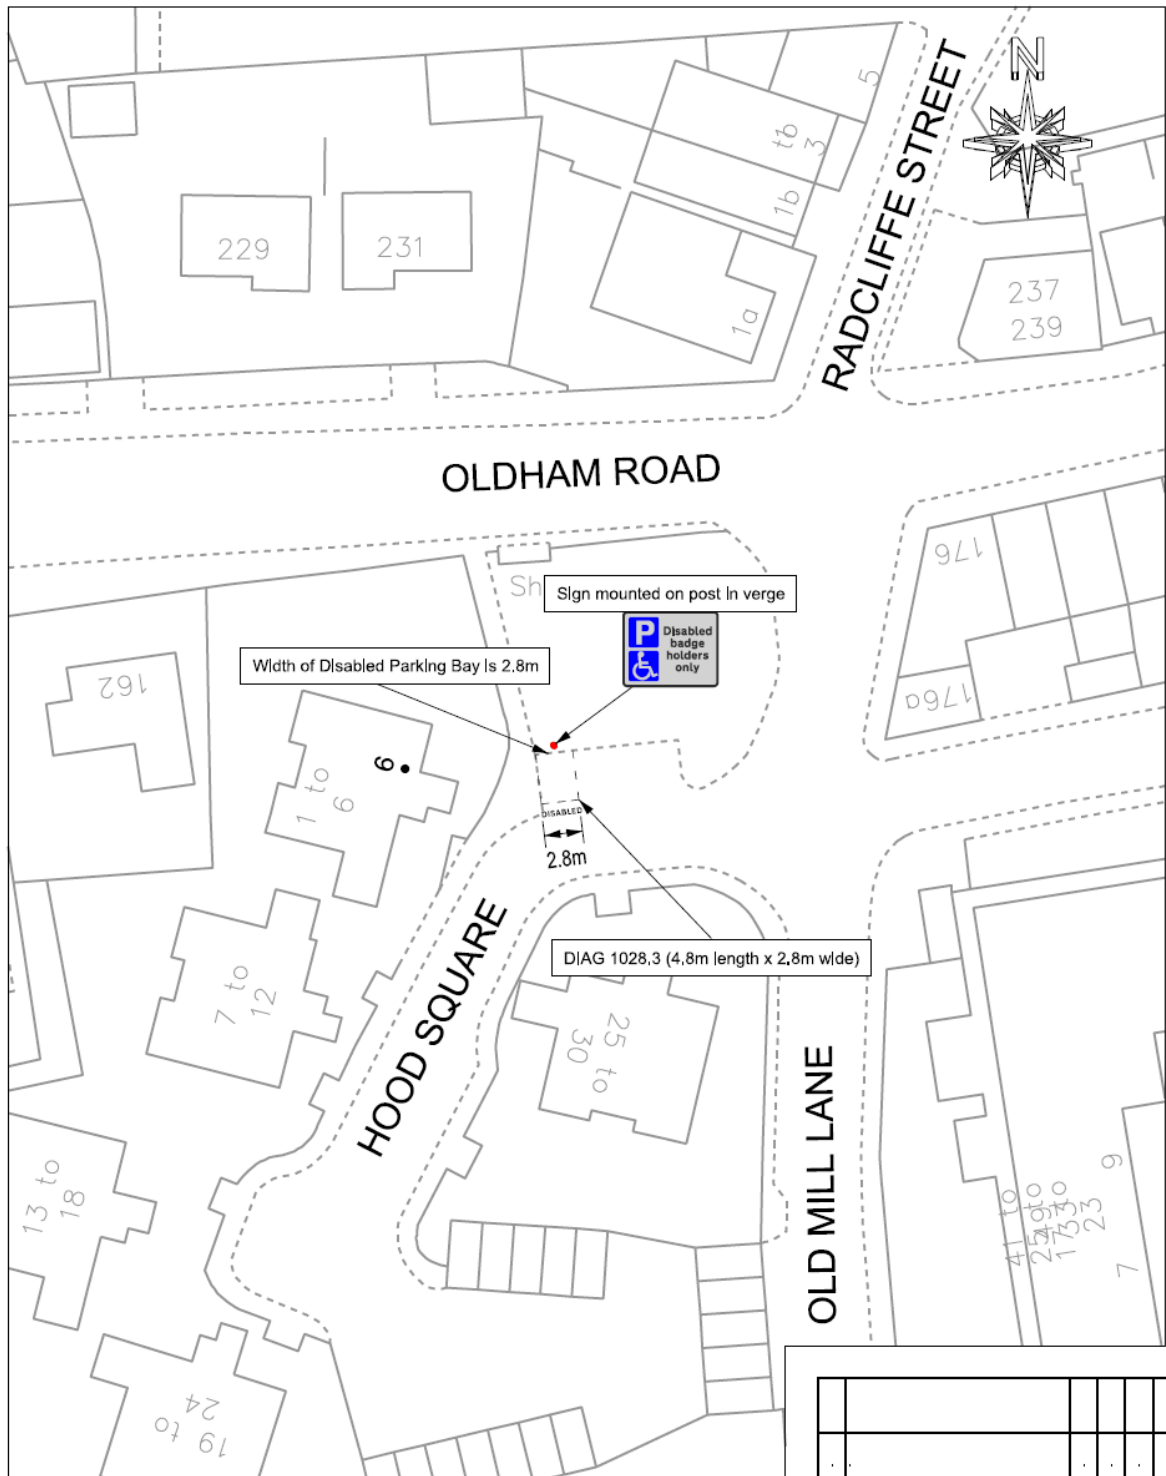 N
RADCLIFFE STREET
5
3
1b
1a
229
231
237
239
OLDHAM ROAD
176
Sh
Sign mounted on post in verge
P
Disabled
badge
holders
only
Width of Disabled Parking Bay is 2.8m
162
176a
6
1 to
6
DISABLED
2.8m
HOOD SQUARE
DIAG 1028.3 (4.8m length x 2.8m wide)
7 to
12
25 to
30
OLD MILL LANE
13 to
18
41 to
23
9
7
19 to
24